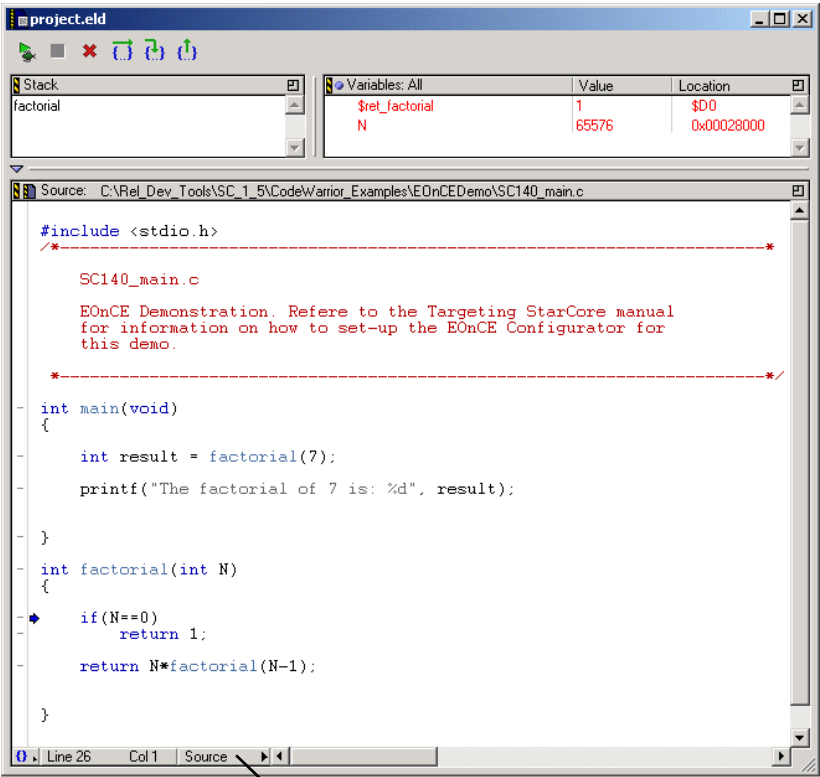 project.eld
Stack
Variables: All Value Location
factorial
$ret_factorial 1 $D0
N 65576 0x00028000
Source: C:\Rel_Dev_Tools\SC_1_5\CodeWarrior_Examples\EOnCEDemo\SC140_main.c
#include <stdio.h>
/*------------------------------------------------------------------------*
SC140_main.c
EOnCE Demonstration. Refere to the Targeting StarCore manual
for information on how to set-up the EOnCE Configurator for
this demo.
*------------------------------------------------------------------------*/
int main(void)
{
int result = factorial(7);
printf("The factorial of 7 is: %d", result);
}
int factorial(int N)
{
if(N==0)
return 1;
return N*factorial(N-1);
}
Line 26 Col 1 Source